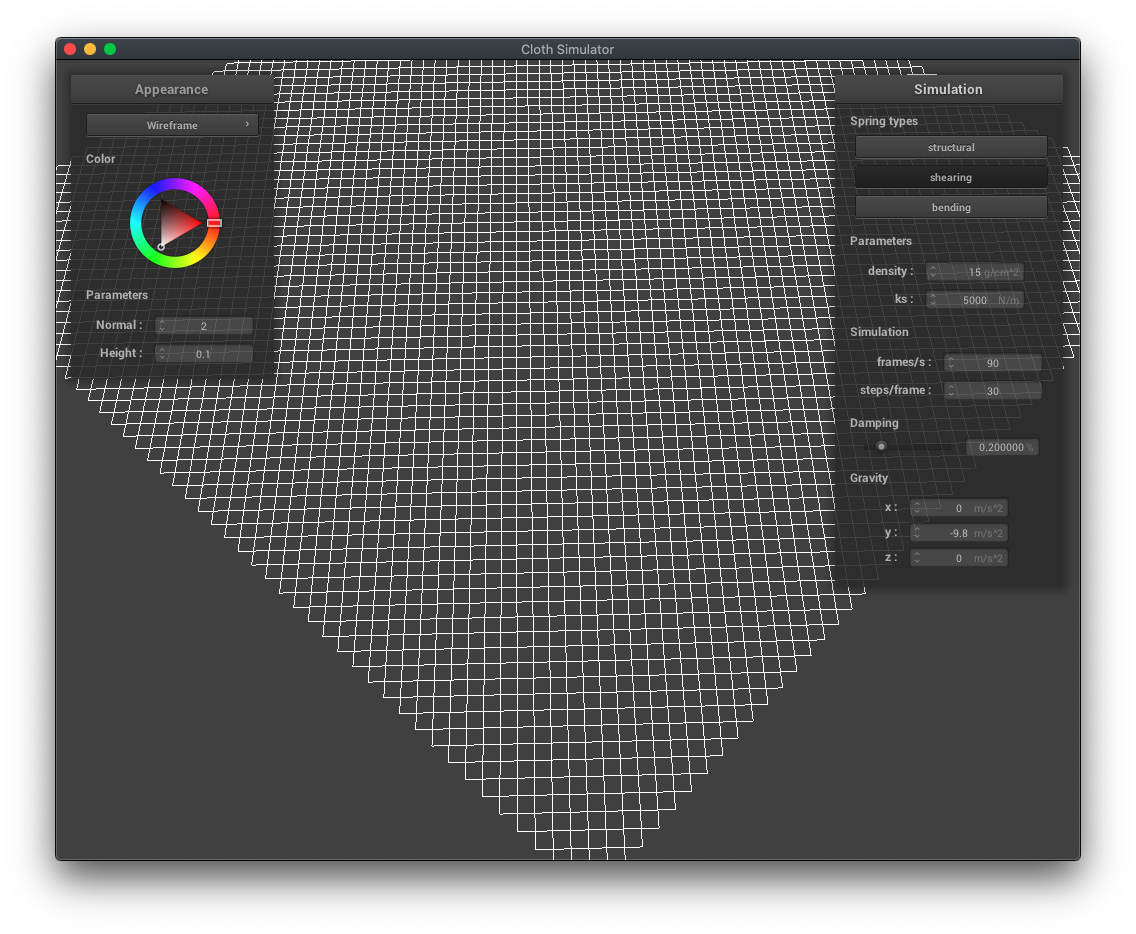 Cloth Simulator
Appearance
Wireframe ›
Color
Parameters
Normal : 2
Height : 0.1
Simulation
Spring types
structural
shearing
bending
Parameters
density : 15 g/cm^2
ks : 5000 N/m
Simulation
frames/s : 90
steps/frame : 30
Damping
0.200000 %
Gravity
x : 0 m/s^2
y : -9.8 m/s^2
z : 0 m/s^2